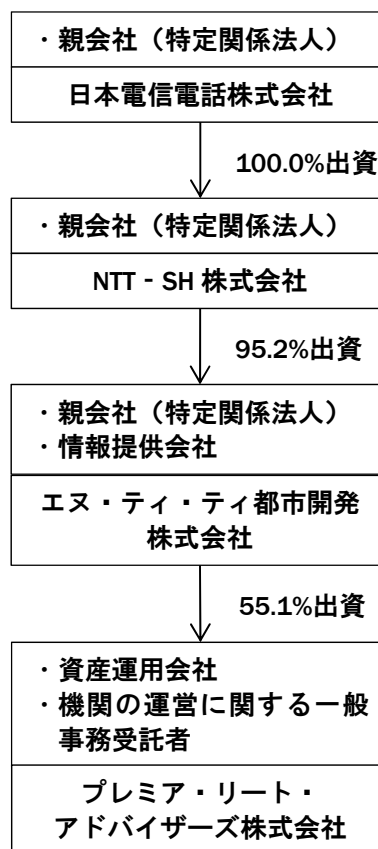 ・親会社（特定関係法人）
日本電信電話株式会社
100.0%出資
・親会社（特定関係法人）
NTT - SH 株式会社
95.2%出資
・親会社（特定関係法人）
・情報提供会社
エヌ・ティ・ティ都市開発
株式会社
55.1%出資
・資産運用会社
・機関の運営に関する一般
事務受託者
プレミア・リート・
アドバイザーズ株式会社